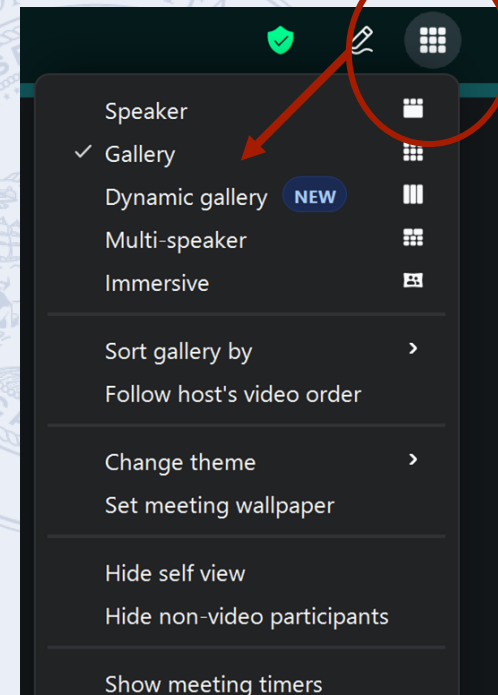 Speaker
Gallery
Dynamic gallery NEW
Multi-speaker
Immersive
Sort gallery by
Follow host's video order
Change theme
Set meeting wallpaper
Hide self view
Hide non-video participants
Show meeting timers